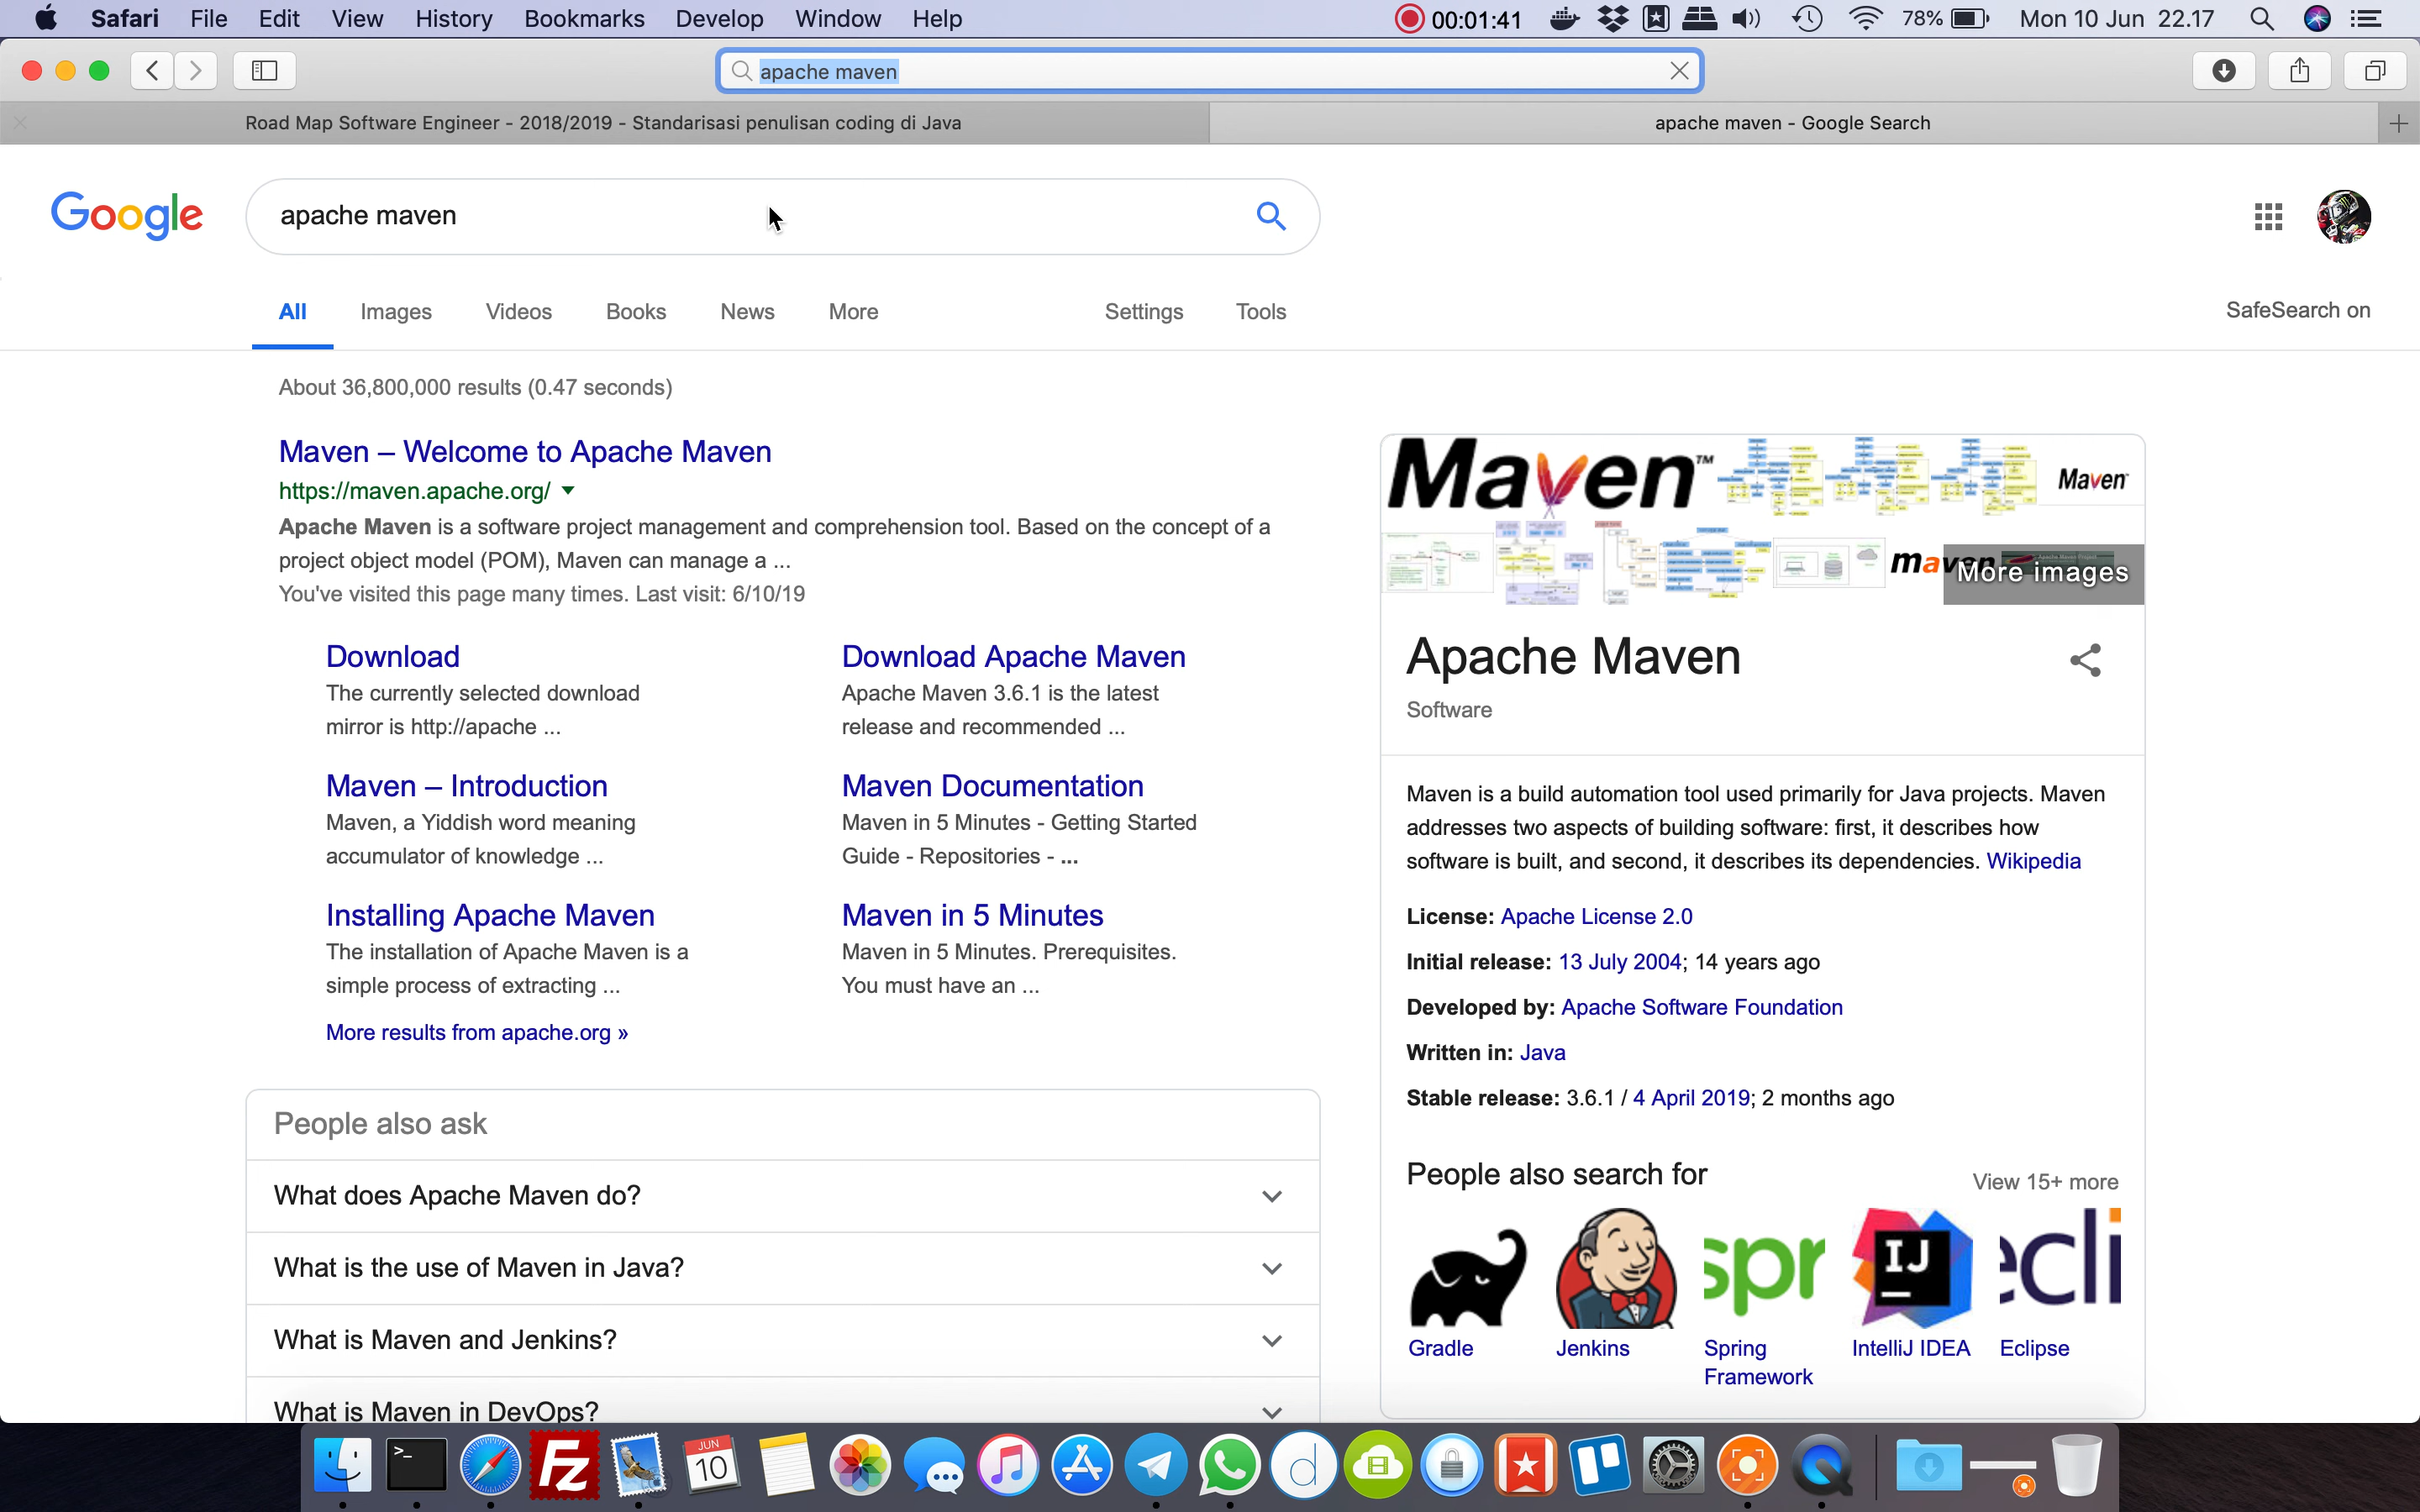 Safari File Edit View History Bookmarks Develop Window Help 00:01:41 78% Mon 10 Jun 22.17
apache maven
Road Map Software Engineer - 2018/2019 - Standarisasi penulisan coding di Java
apache maven - Google Search
Google
apache maven
All Images Videos Books News More Settings Tools
SafeSearch on
About 36,800,000 results (0.47 seconds)
Maven – Welcome to Apache Maven
https://maven.apache.org/
Apache Maven is a software project management and comprehension tool. Based on the concept of a
project object model (POM), Maven can manage a ...
You've visited this page many times. Last visit: 6/10/19
Download
The currently selected download
mirror is http://apache ...
Download Apache Maven
Apache Maven 3.6.1 is the latest
release and recommended ...
Maven – Introduction
Maven, a Yiddish word meaning
accumulator of knowledge ...
Maven Documentation
Maven in 5 Minutes - Getting Started
Guide - Repositories - ...
Installing Apache Maven
The installation of Apache Maven is a
simple process of extracting ...
Maven in 5 Minutes
Maven in 5 Minutes. Prerequisites.
You must have an ...
More results from apache.org »
People also ask
What does Apache Maven do?
What is the use of Maven in Java?
What is Maven and Jenkins?
What is Maven in DevOps?
Maven™
Maven
maven
More images
Apache Maven
Software
Maven is a build automation tool used primarily for Java projects. Maven
addresses two aspects of building software: first, it describes how
software is built, and second, it describes its dependencies. Wikipedia
License: Apache License 2.0
Initial release: 13 July 2004; 14 years ago
Developed by: Apache Software Foundation
Written in: Java
Stable release: 3.6.1 / 4 April 2019; 2 months ago
People also search for
View 15+ more
spr
IJ
ecli
Gradle
Jenkins
Spring
Framework
IntelliJ IDEA
Eclipse
>_
Fz
JUN
10
d